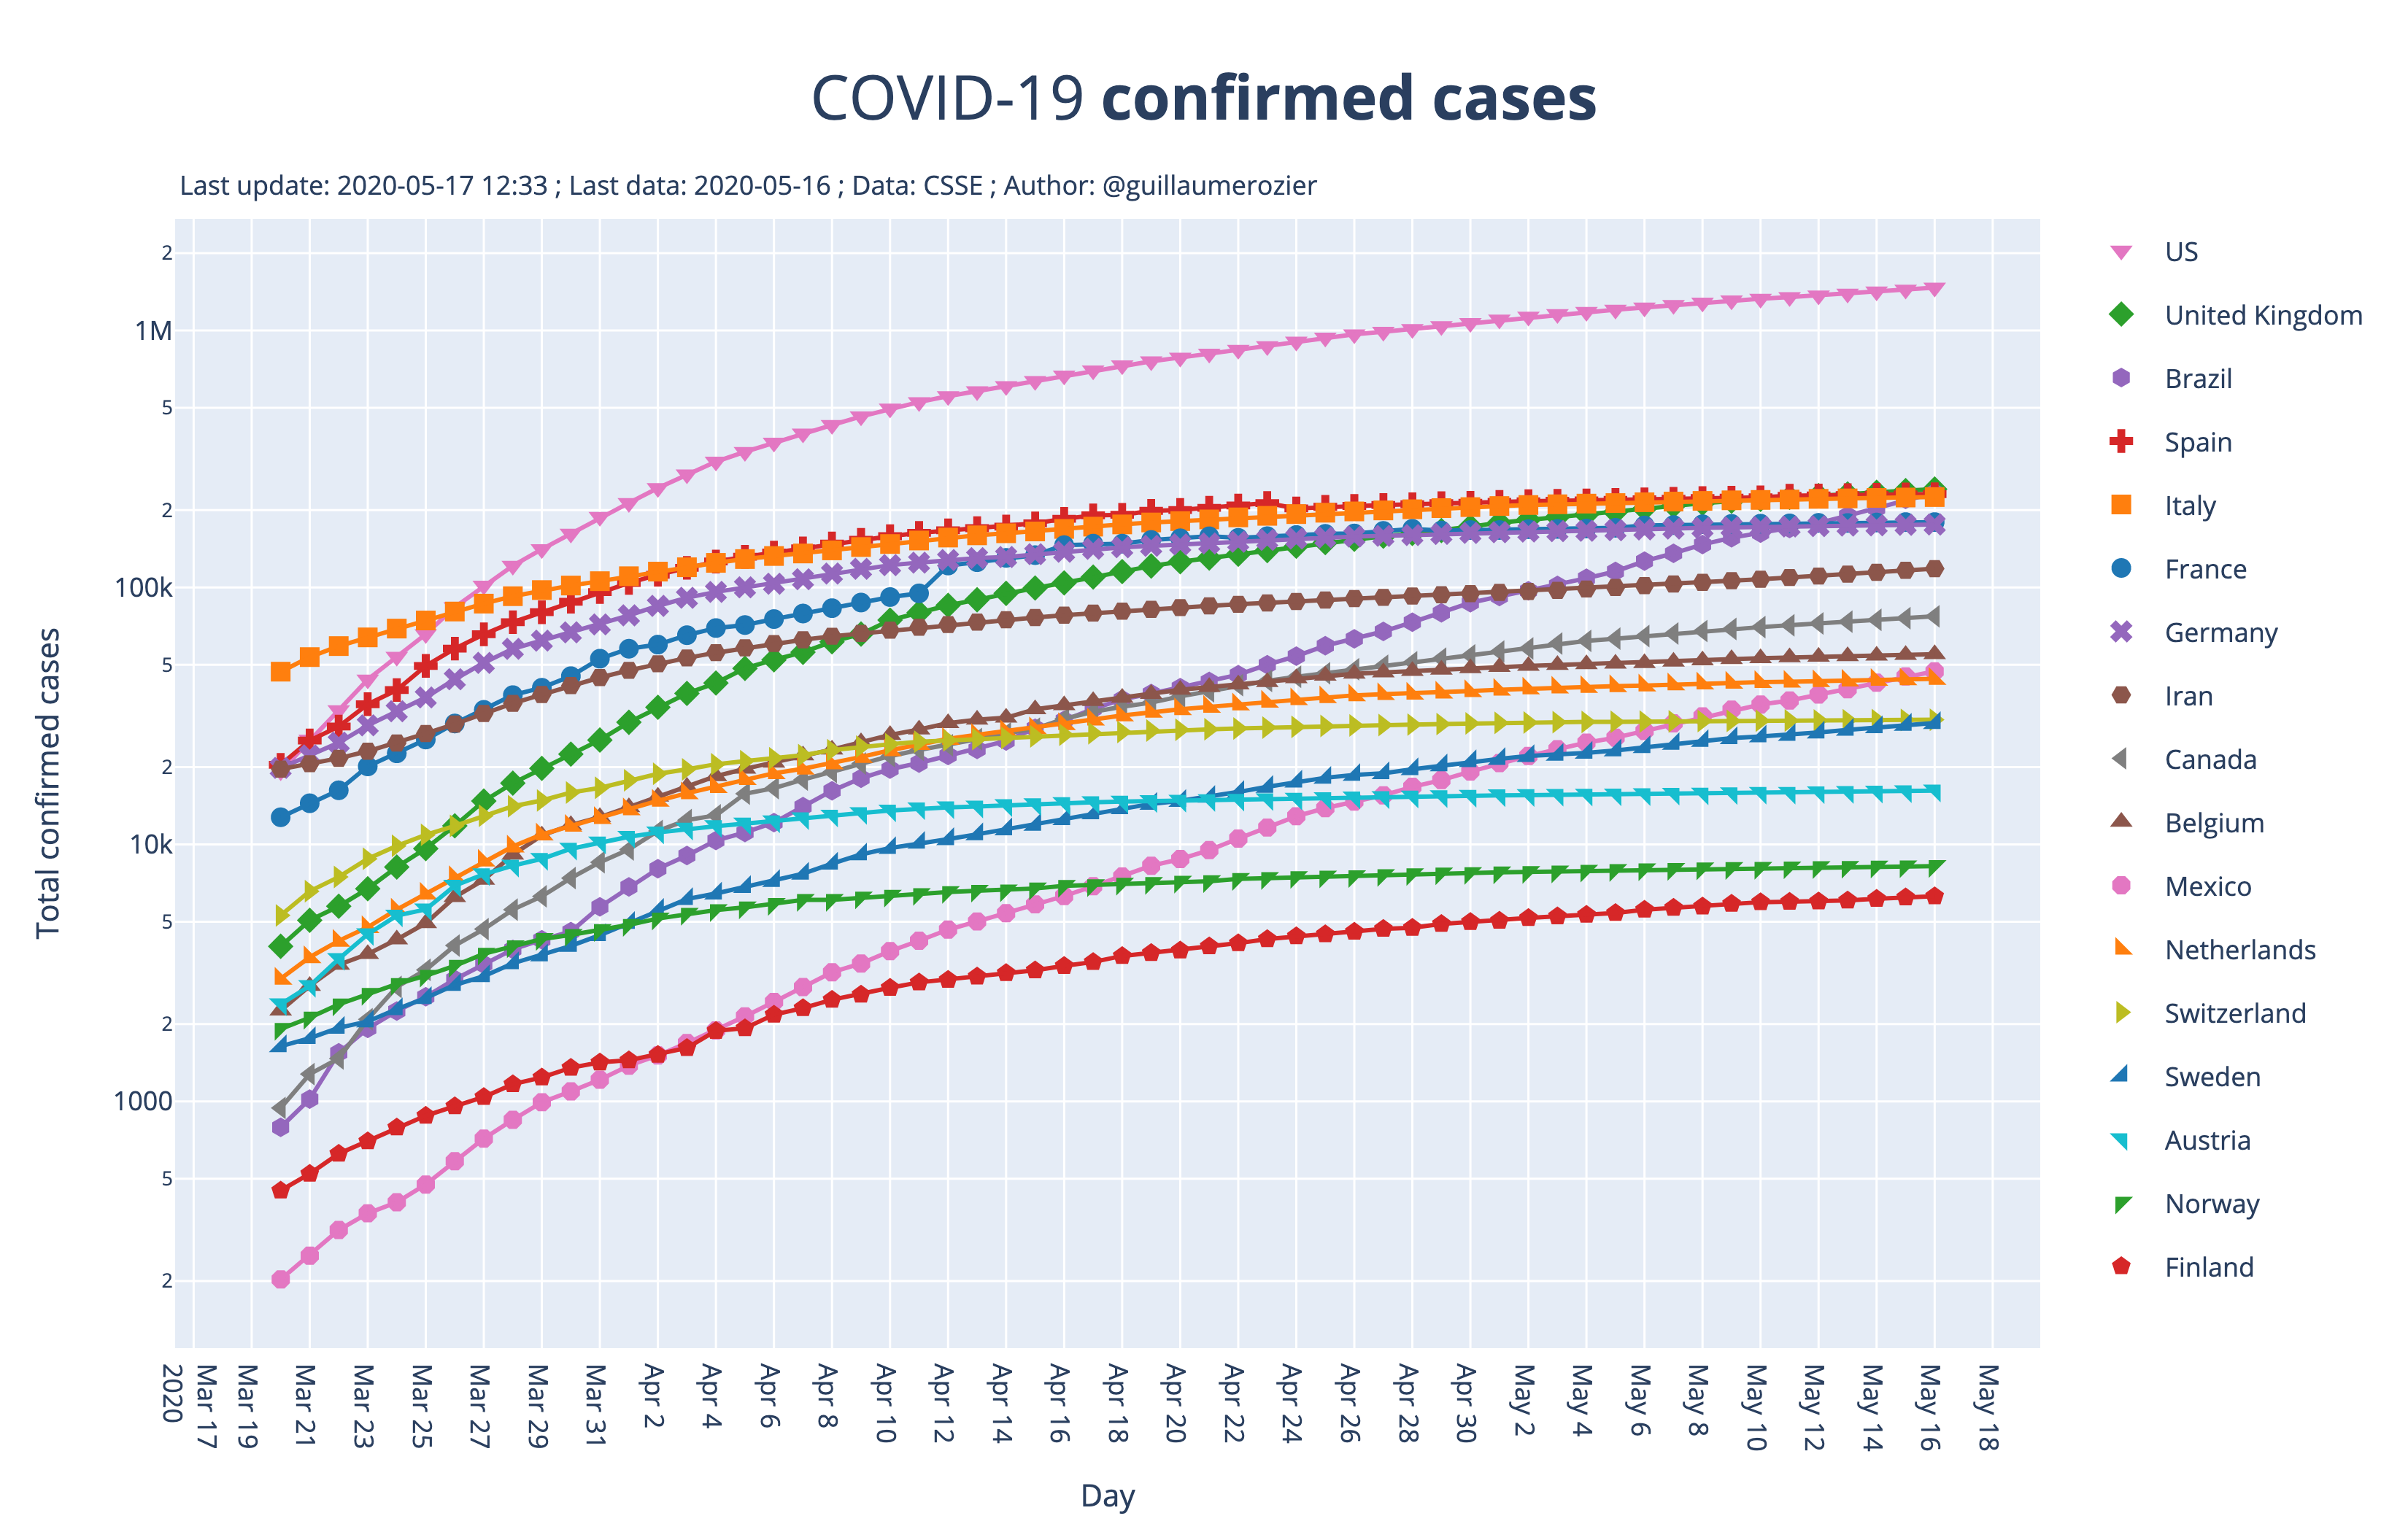 COVID-19 confirmed cases
Last update: 2020-05-17 12:33 ; Last data: 2020-05-16 ; Data: CSSE ; Author: @guillaumerozier
2
1M
5
2
100k
5
2
10k
5
2
1000
5
2
Total confirmed cases
Mar 17
2020
Mar 19
Mar 21
Mar 23
Mar 25
Mar 27
Mar 29
Mar 31
Apr 2
Apr 4
Apr 6
Apr 8
Apr 10
Apr 12
Apr 14
Apr 16
Apr 18
Apr 20
Apr 22
Apr 24
Apr 26
Apr 28
Apr 30
May 2
May 4
May 6
May 8
May 10
May 12
May 14
May 16
May 18
Day
US
United Kingdom
Brazil
Spain
Italy
France
Germany
Iran
Canada
Belgium
Mexico
Netherlands
Switzerland
Sweden
Austria
Norway
Finland